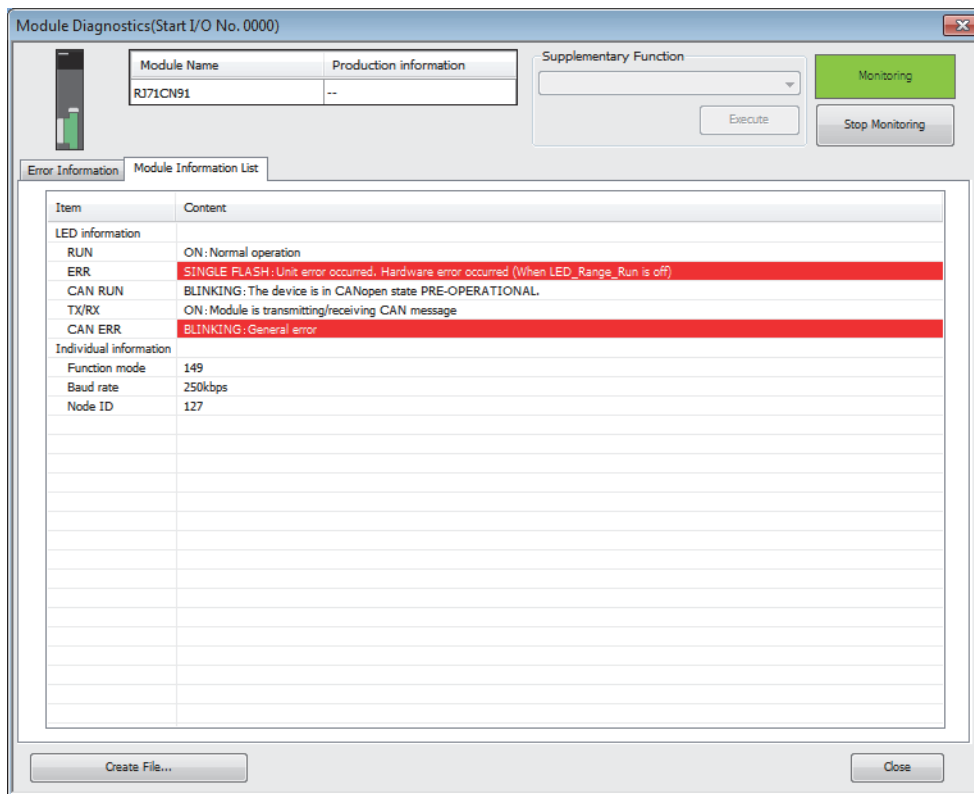 Module Diagnostics(Start I/O No. 0000)
Module Name Production information
RJ71CN91 --
Supplementary Function
Execute
Monitoring
Stop Monitoring
Error Information Module Information List
Item Content
LED information
RUN ON:Normal operation
ERR SINGLE FLASH:Unit error occurred. Hardware error occurred (When LED_Range_Run is off)
CAN RUN BLINKING:The device is in CANopen state PRE-OPERATIONAL.
TX/RX ON:Module is transmitting/receiving CAN message
CAN ERR BLINKING:General error
Individual information
Function mode 149
Baud rate 250kbps
Node ID 127
Create File... Close